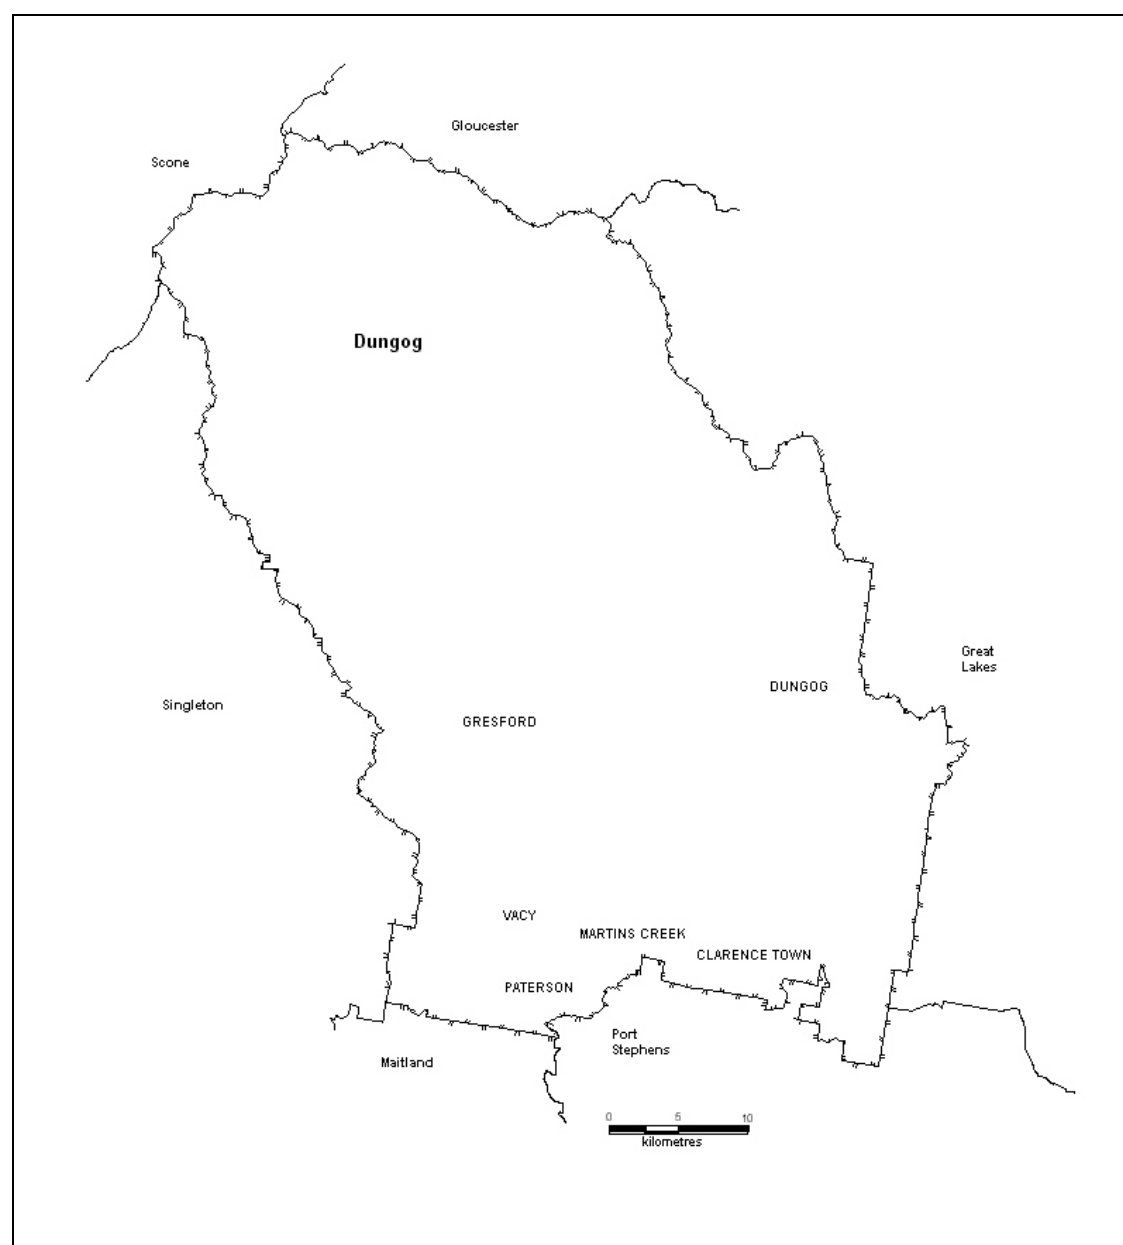 Gloucester
Scone
Dungog
Great
Lakes
DUNGOG
Singleton
GRESFORD
VACY
MARTINS CREEK
CLARENCE TOWN
PATERSON
Port
Stephens
Maitland
0 5 10
kilometres